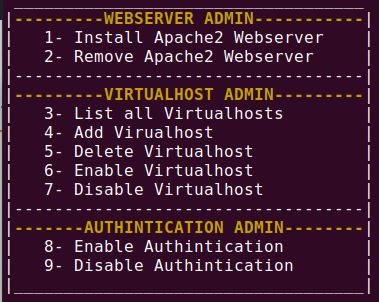 ---------WEBSERVER ADMIN-----------
1- Install Apache2 Webserver
2- Remove Apache2 Webserver
-----------------------------------
---------VIRTUALHOST ADMIN---------
3- List all Virtualhosts
4- Add Virualhost
5- Delete Virtualhost
6- Enable Virtualhost
7- Disable Virtualhost
-----------------------------------
-------AUTHINTICATION ADMIN--------
8- Enable Authintication
9- Disable Authintication